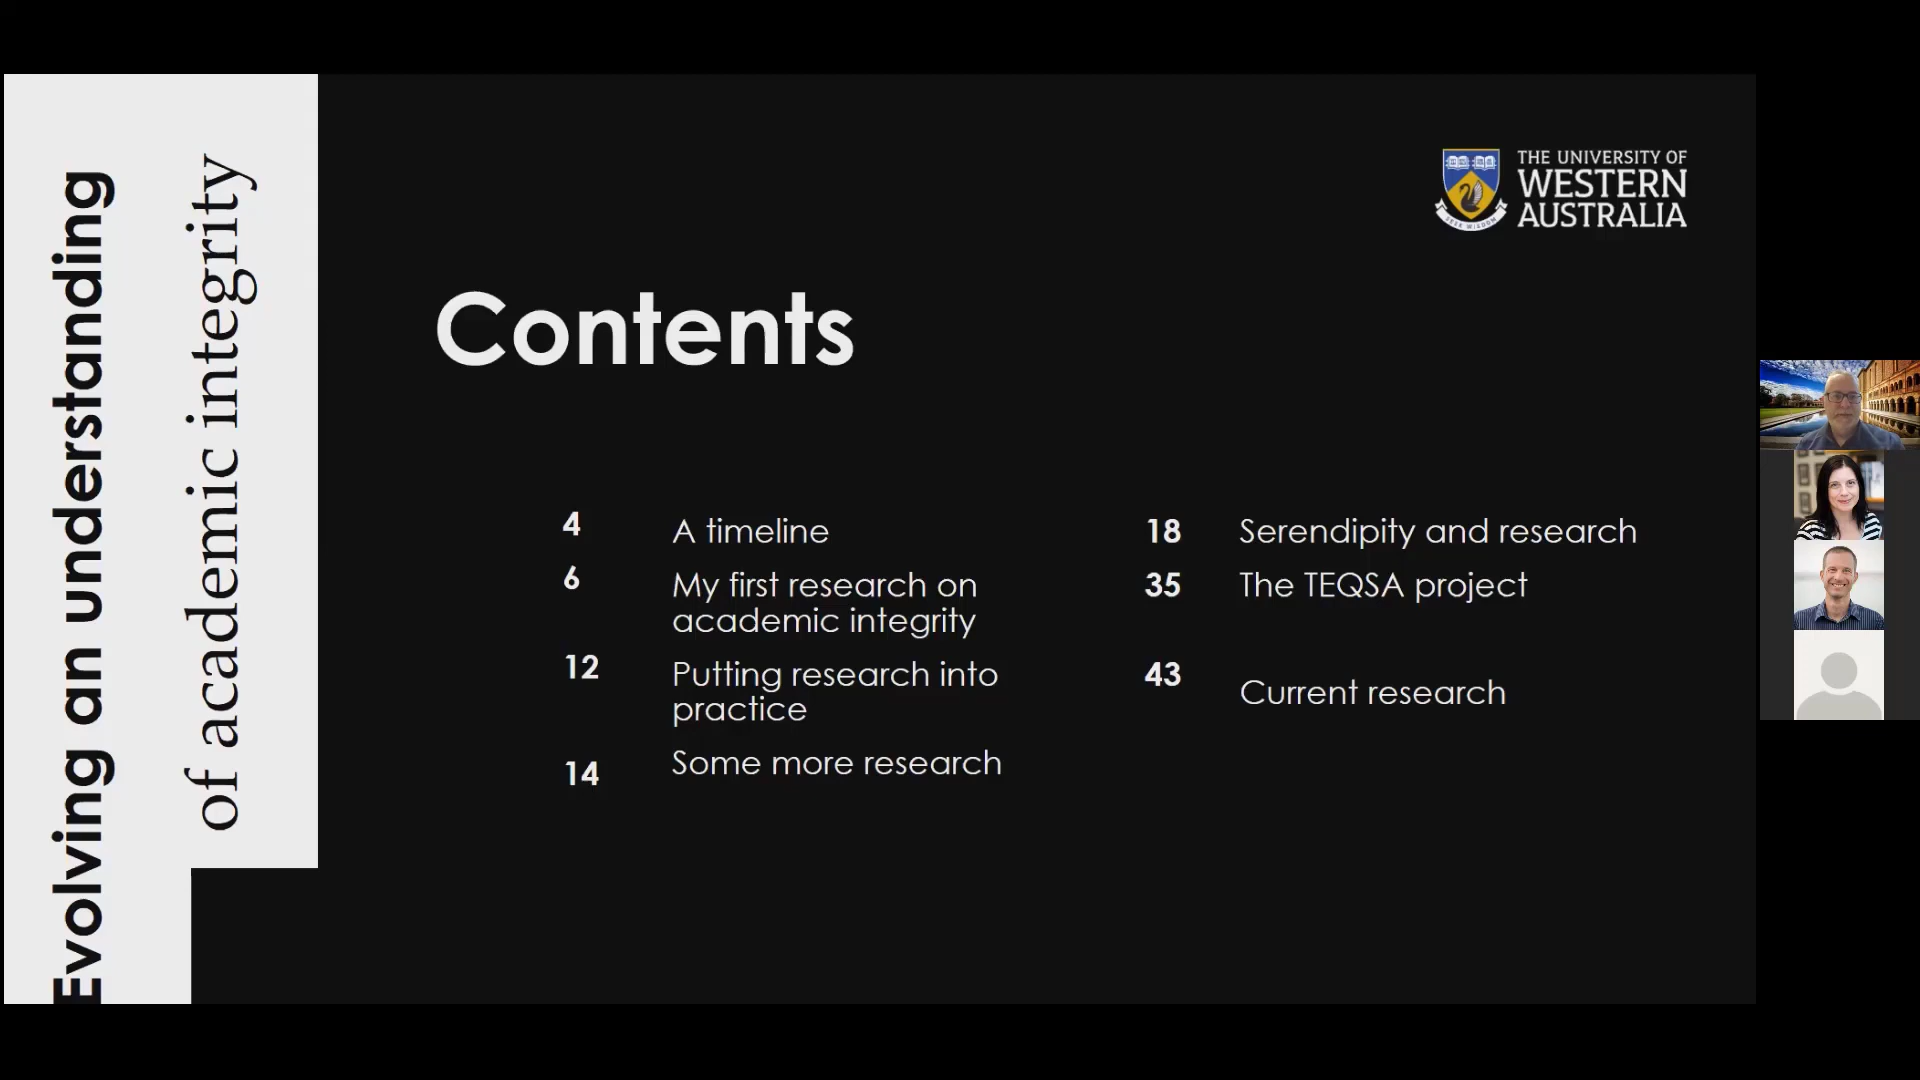 Evolving an understanding
of academic integrity
THE UNIVERSITY OF
WESTERN
AUSTRALIA
SEEK WISDOM
Contents
4 A timeline
6 My first research on
academic integrity
12 Putting research into
practice
14 Some more research
18 Serendipity and research
35 The TEQSA project
43 Current research